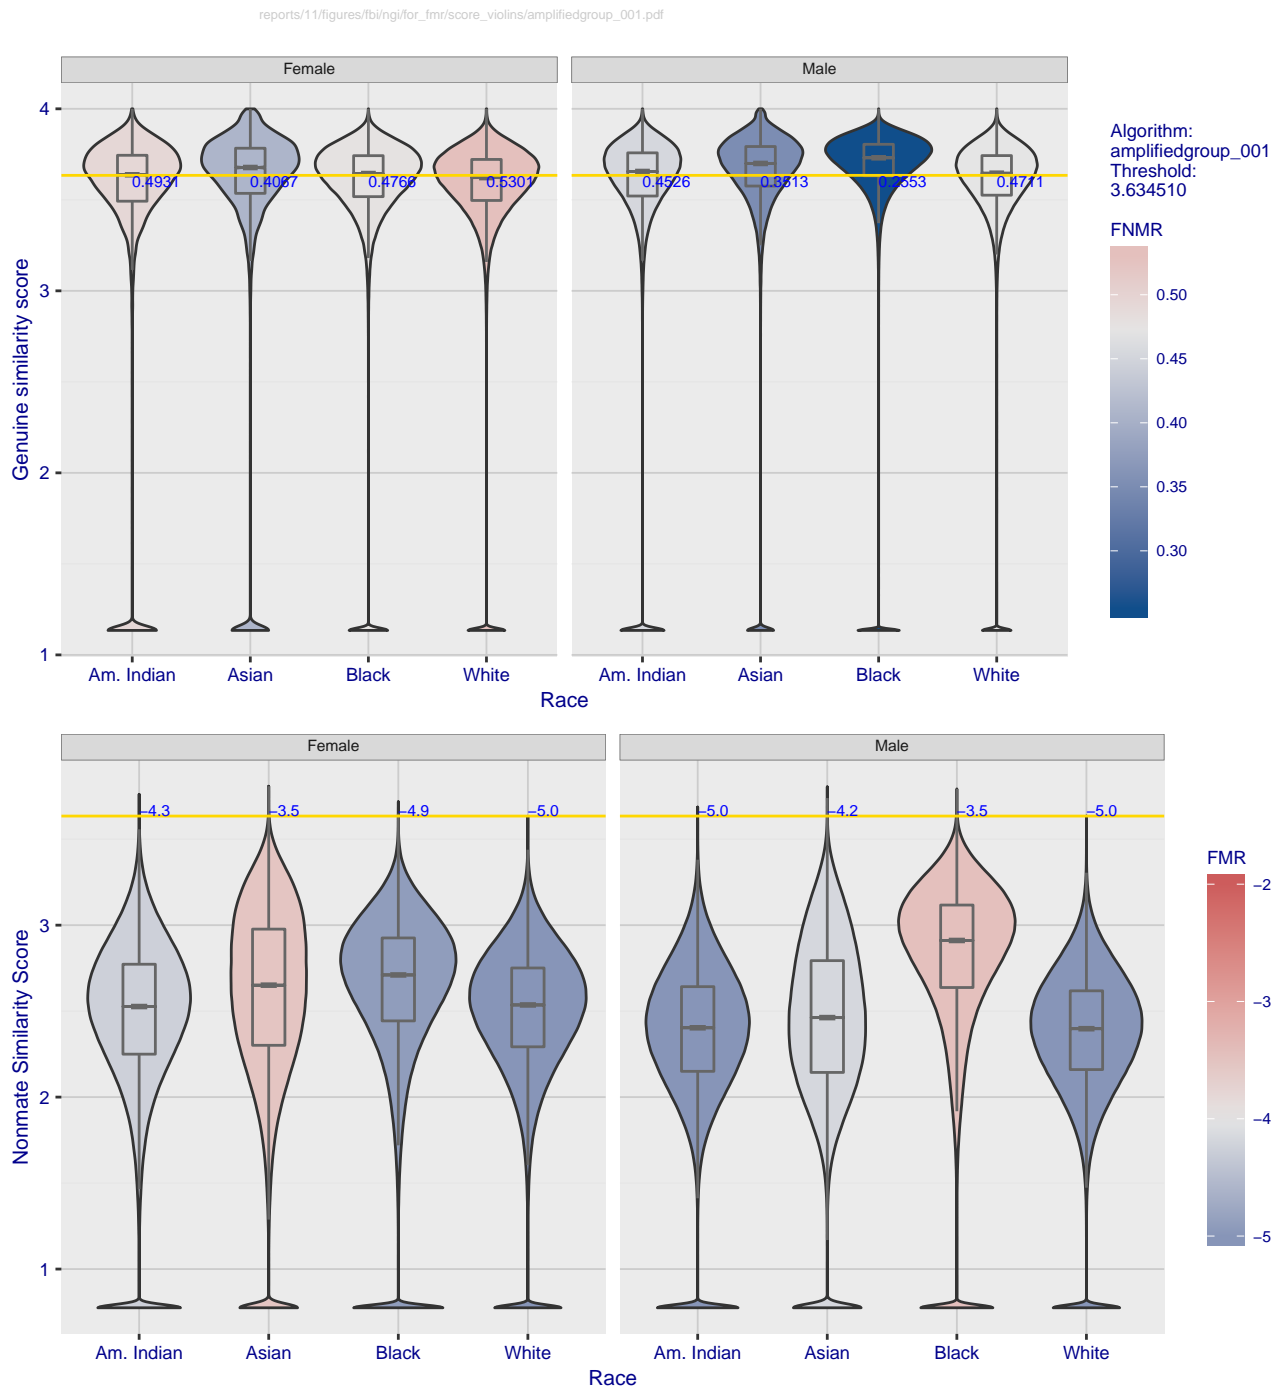 reports/11/figures/fbi/ngi/for_fmr/score_violins/amplifiedgroup_001.pdf
Female Male
4
3
2
1
Genuine similarity score
0.4931 0.4067 0.4766 0.5301 0.4526 0.3513 0.2553 0.4711
Am. Indian Asian Black White Am. Indian Asian Black White
Race
Algorithm:
amplifiedgroup_001
Threshold:
3.634510
FNMR
0.50
0.45
0.40
0.35
0.30
Female Male
3
2
1
Nonmate Similarity Score
−4.3 −3.5 −4.9 −5.0 −5.0 −4.2 −3.5 −5.0
Am. Indian Asian Black White Am. Indian Asian Black White
Race
FMR
−2
−3
−4
−5